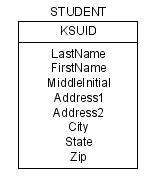 STUDENT
KSUID
LastName
FirstName
MiddleInitial
Address1
Address2
City
State
Zip